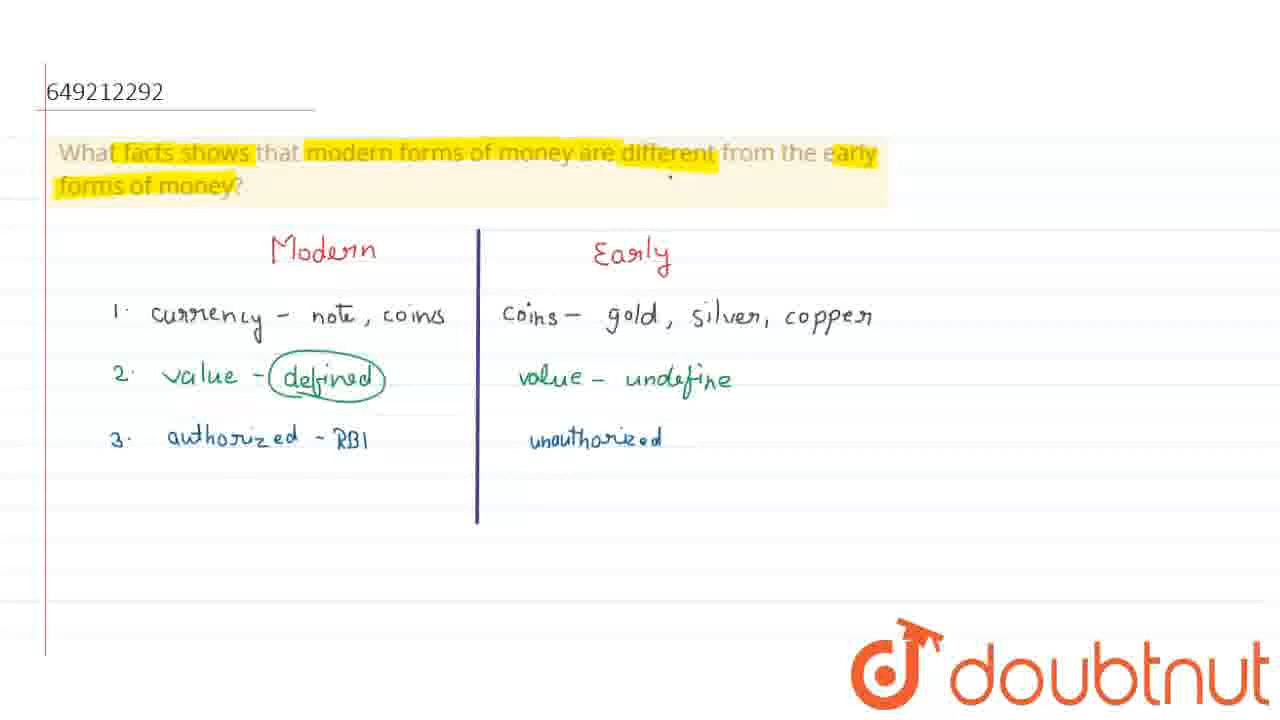 649212292
What facts shows that modern forms of money are different from the early
forms of money?
Modern Early
1. currency - note, coins coins - gold, silver, copper
2. value - defined value - undefine
3. authorized - RBI unauthorized
doubtnut